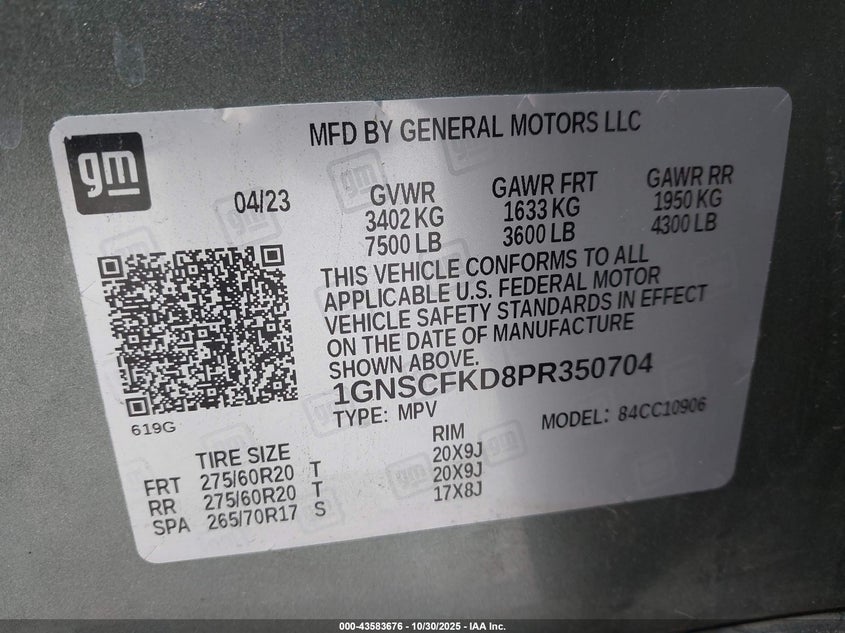 gm
MFD BY GENERAL MOTORS LLC
04/23
GVWR GAWR FRT GAWR RR
3402 KG 1633 KG 1950 KG
7500 LB 3600 LB 4300 LB
THIS VEHICLE CONFORMS TO ALL
APPLICABLE U.S. FEDERAL MOTOR
VEHICLE SAFETY STANDARDS IN EFFECT
ON THE DATE OF MANUFACTURE
SHOWN ABOVE.
1GNSCFKD8PR350704
619G
TYPE: MPV MODEL: 84CC10906
TIRE SIZE RIM
FRT 275/60R20 T 20X9J
RR 275/60R20 T 20X9J
SPA 265/70R17 S 17X8J
000-43583676 - 10/30/2025 - IAA Inc.